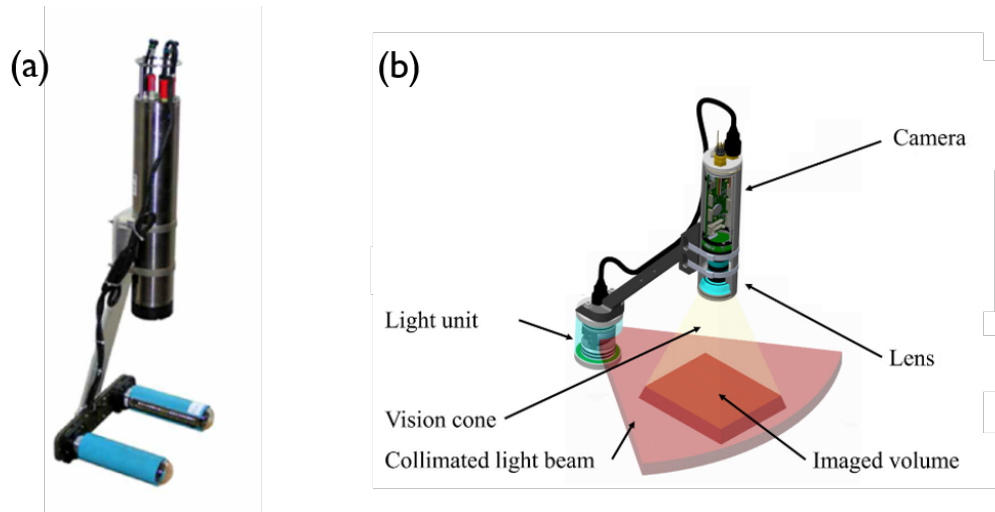 (a)
(b)
Camera
Light unit
Lens
Vision cone
Collimated light beam
Imaged volume